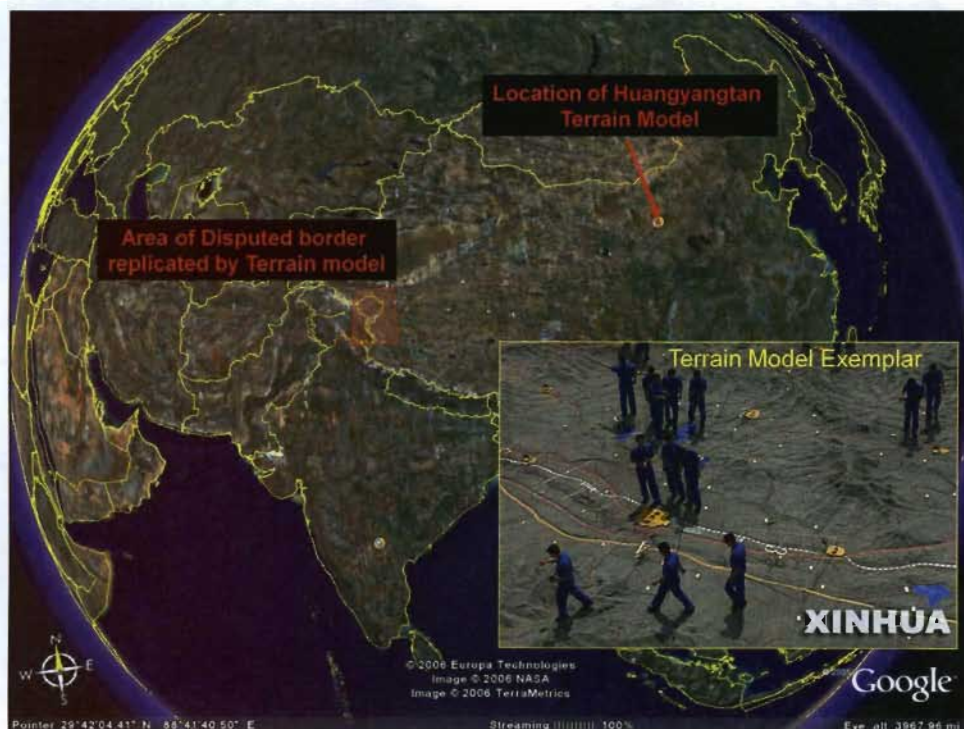 Location of Huangyangtan
Terrain Model
Area of Disputed border
replicated by Terrain model
Terrain Model Exemplar
XINHUA
N
W E
S
© 2006 Europa Technologies
Image © 2006 NASA
Image © 2006 TerraMetrics
Google
Pointer 29°42'04.41" N 88°41'40.50" E
Streaming |||||||||| 100%
Eye alt 3967.96 mi